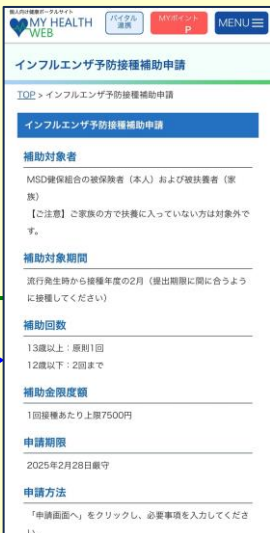 個人向け健康ポータルサイト
MY HEALTH WEB
バイタル
連携
MYポイント
P
MENU
インフルエンザ予防接種補助申請
TOP > インフルエンザ予防接種補助申請
インフルエンザ予防接種補助申請
補助対象者
MSD健保組合の被保険者（本人）および被扶養者（家
族）
【ご注意】ご家族の方で扶養に入っていない方は対象外で
す。
補助対象期間
流行発生時から接種年度の2月（提出期限に間に合うよう
に接種してください）
補助回数
13歳以上：原則1回
12歳以下：2回まで
補助金限度額
1回接種あたり上限7500円
申請期限
2025年2月28日厳守
申請方法
「申請画面へ」をクリックし、必要事項を入力してくださ
い